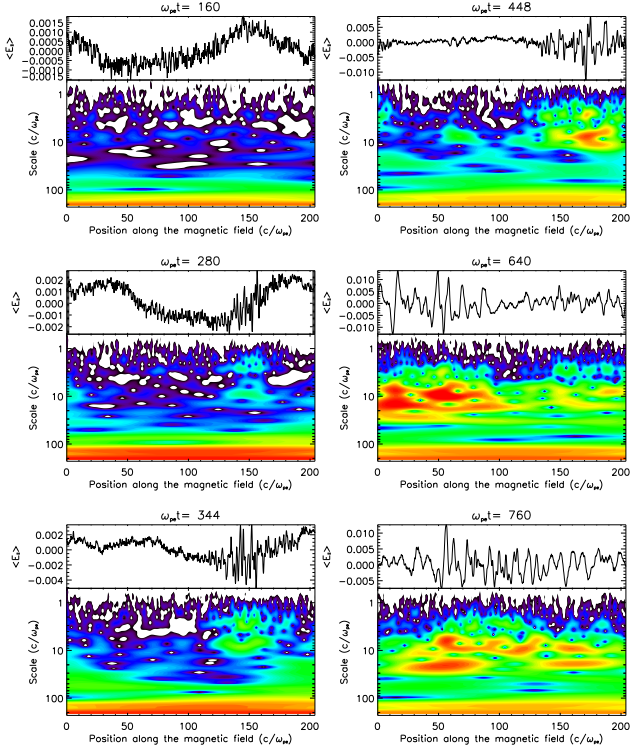 ω_pe t= 160
<E_x>
0.0015
0.0010
0.0005
0.0000
−0.0005
−0.0010
−0.0015
Scale (c/ω_pe)
1
10
100
0 50 100 150 200
Position along the magnetic field (c/ω_pe)
ω_pe t= 448
<E_x>
0.005
0.000
−0.005
−0.010
Scale (c/ω_pe)
1
10
100
0 50 100 150 200
Position along the magnetic field (c/ω_pe)
ω_pe t= 280
<E_x>
0.002
0.001
0.000
−0.001
−0.002
Scale (c/ω_pe)
1
10
100
0 50 100 150 200
Position along the magnetic field (c/ω_pe)
ω_pe t= 640
<E_x>
0.010
0.005
0.000
−0.005
−0.010
Scale (c/ω_pe)
1
10
100
0 50 100 150 200
Position along the magnetic field (c/ω_pe)
ω_pe t= 344
<E_x>
0.002
0.000
−0.002
−0.004
Scale (c/ω_pe)
1
10
100
0 50 100 150 200
Position along the magnetic field (c/ω_pe)
ω_pe t= 760
<E_x>
0.010
0.005
0.000
−0.005
Scale (c/ω_pe)
1
10
100
0 50 100 150 200
Position along the magnetic field (c/ω_pe)